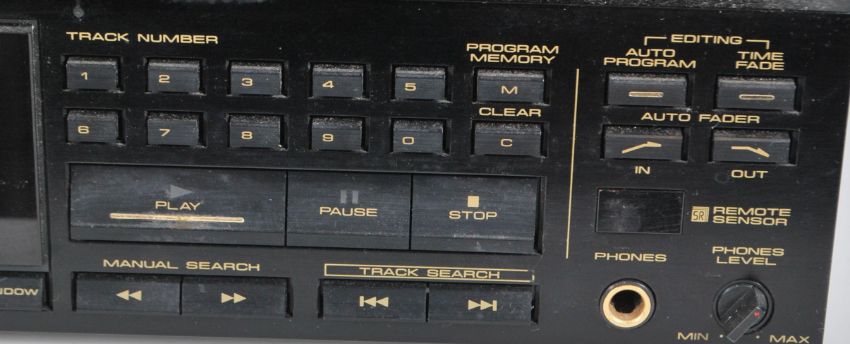 TRACK NUMBER
1 2 3 4 5
6 7 8 9 0
PROGRAM
MEMORY
M
CLEAR
C
EDITING
AUTO
PROGRAM
TIME
FADE
AUTO FADER
IN
OUT
PLAY
PAUSE
STOP
SR REMOTE
SENSOR
MANUAL SEARCH
TRACK SEARCH
PHONES
PHONES
LEVEL
MIN
MAX